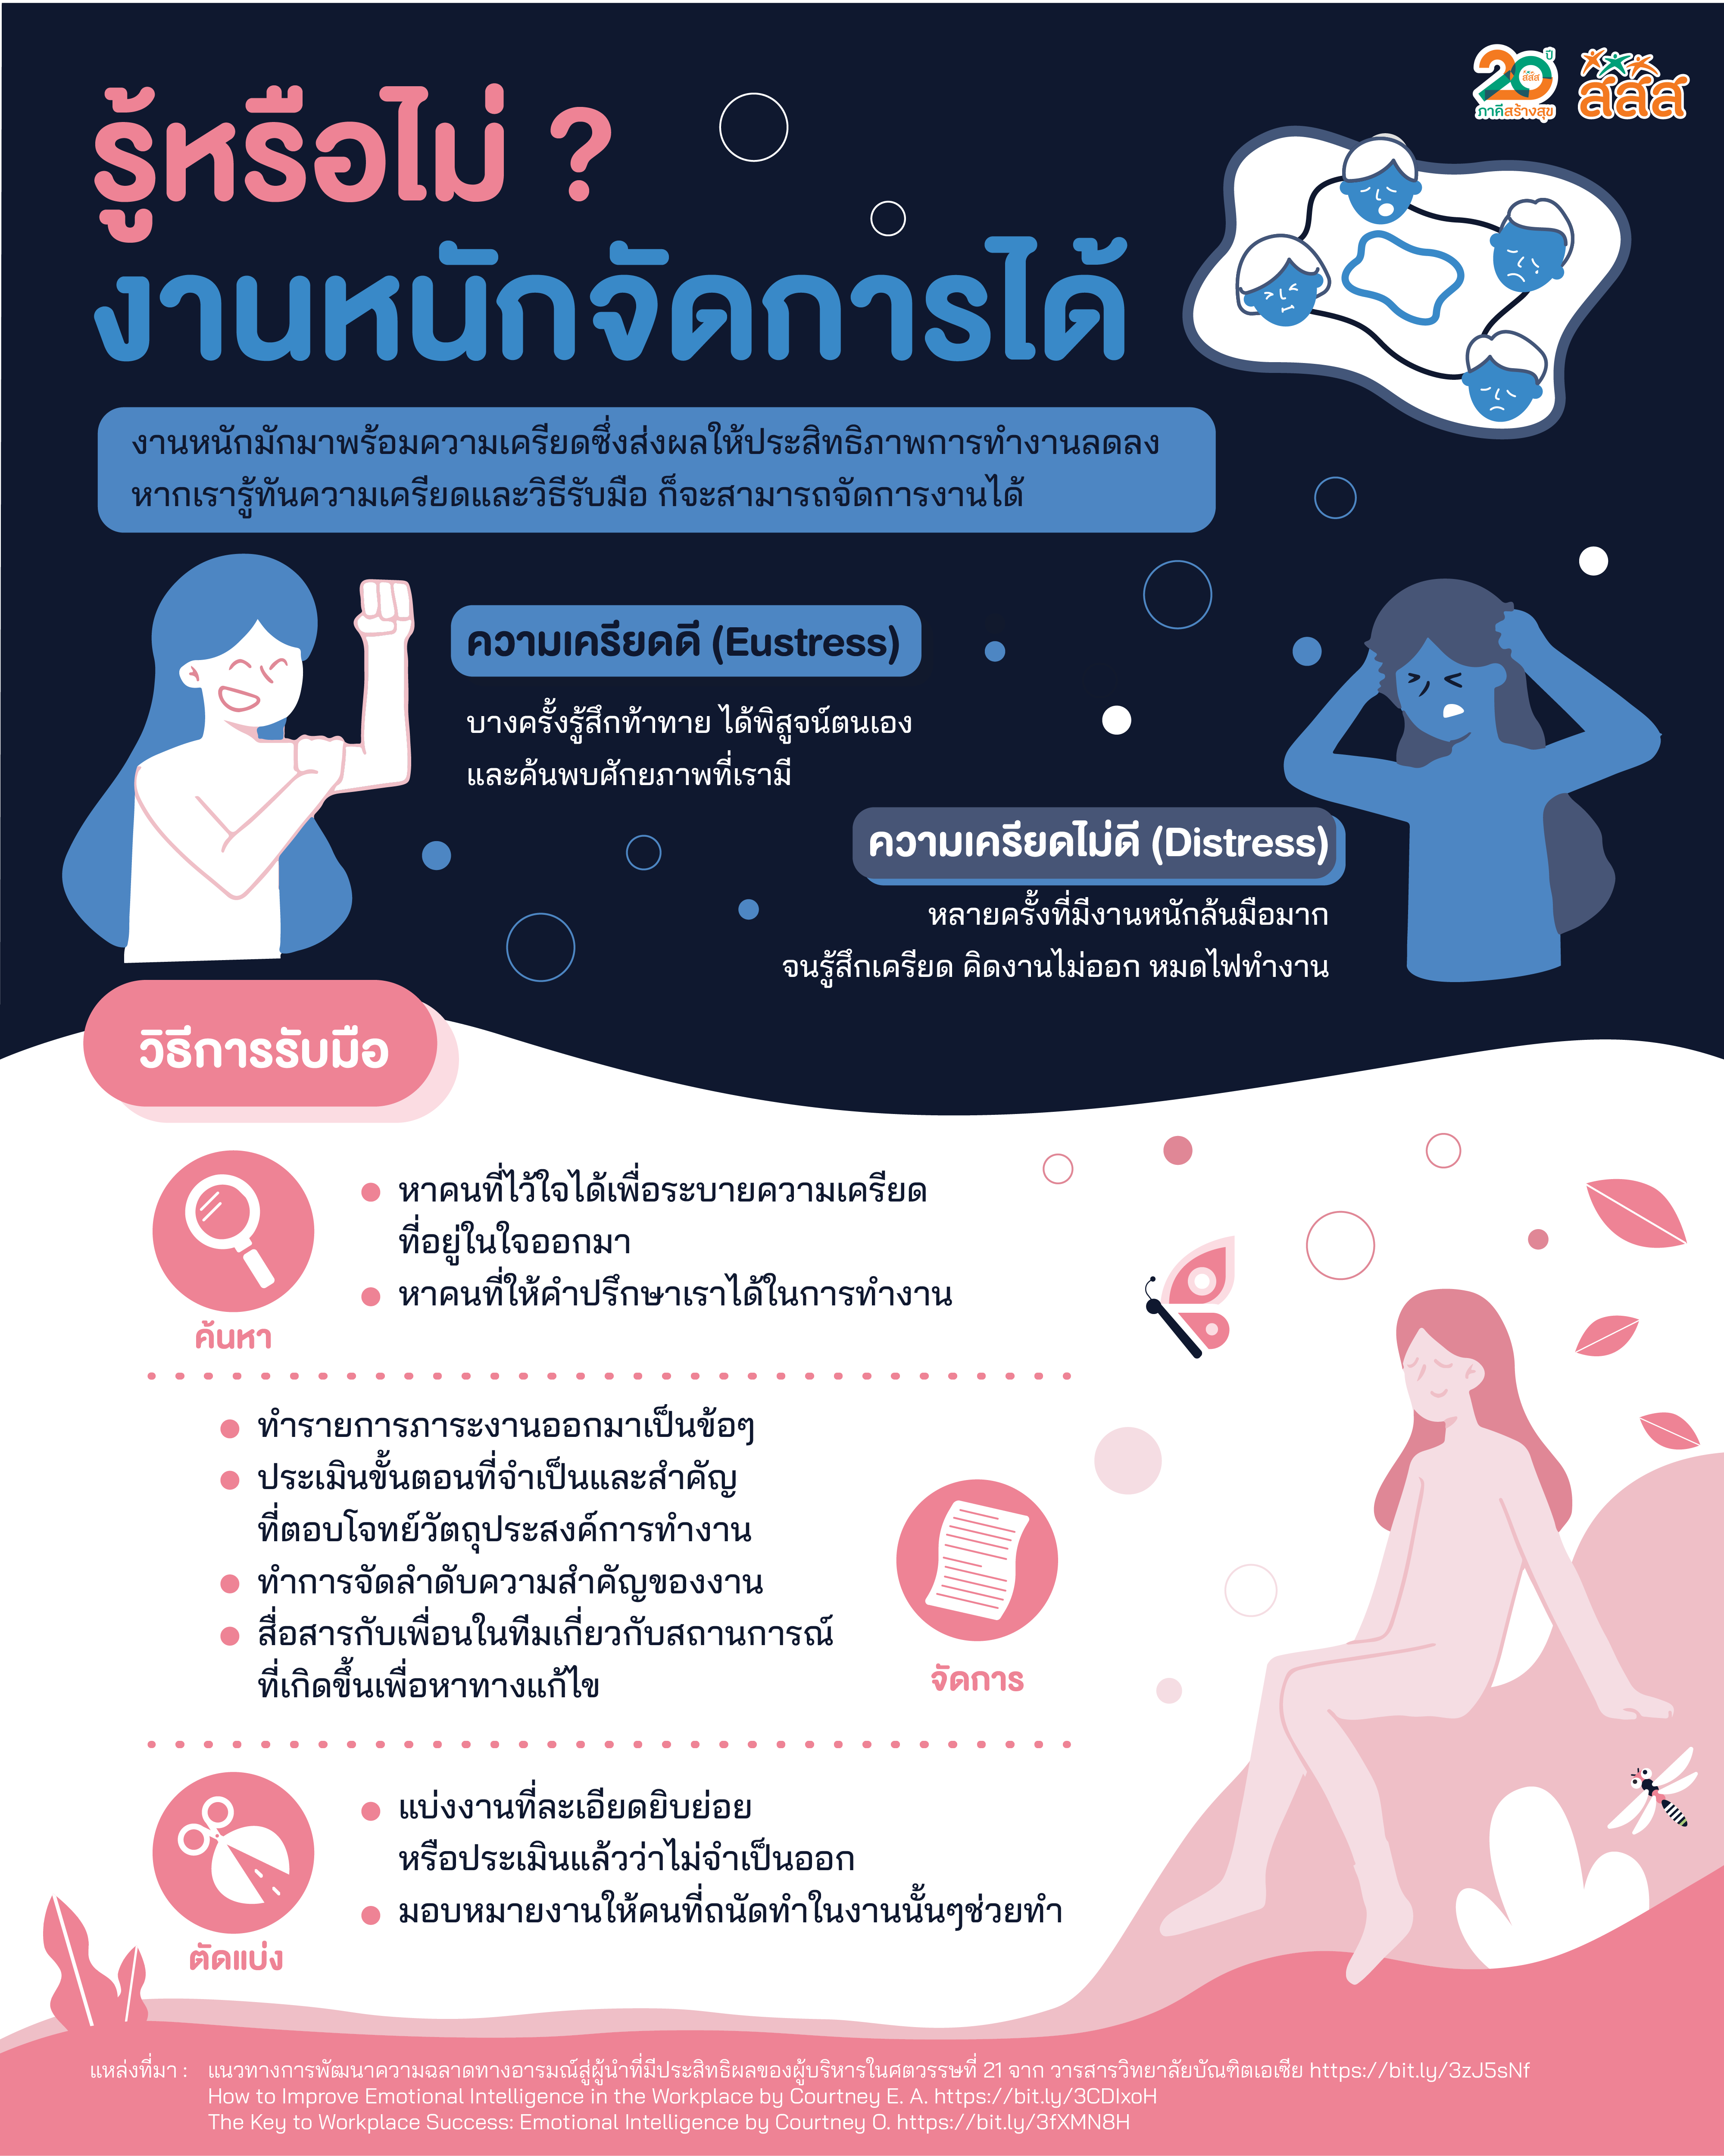 20 ปี
สสส
ภาคีสร้างสุข
สสส
รู้หรือไม่ ?
งานหนักจัดการได้
งานหนักมักมาพร้อมความเครียดซึ่งส่งผลให้ประสิทธิภาพการทำงานลดลง
หากเรารู้ทันความเครียดและวิธีรับมือ ก็จะสามารถจัดการงานได้
ความเครียดดี (Eustress)
บางครั้งรู้สึกท้าทาย ได้พิสูจน์ตนเอง
และค้นพบศักยภาพที่เรามี
ความเครียดไม่ดี (Distress)
หลายครั้งที่มีงานหนักล้นมือมาก
จนรู้สึกเครียด คิดงานไม่ออก หมดไฟทำงาน
วิธีการรับมือ
ค้นหา
● หาคนที่ไว้ใจได้เพื่อระบายความเครียด
ที่อยู่ในใจออกมา
● หาคนที่ให้คำปรึกษาเราได้ในการทำงาน
● ทำรายการภาระงานออกมาเป็นข้อๆ
● ประเมินขั้นตอนที่จำเป็นและสำคัญ
ที่ตอบโจทย์วัตถุประสงค์การทำงาน
● ทำการจัดลำดับความสำคัญของงาน
● สื่อสารกับเพื่อนในทีมเกี่ยวกับสถานการณ์
ที่เกิดขึ้นเพื่อหาทางแก้ไข
จัดการ
● แบ่งงานที่ละเอียดยิบย่อย
หรือประเมินแล้วว่าไม่จำเป็นออก
● มอบหมายงานให้คนที่ถนัดทำในงานนั้นๆช่วยทำ
ตัดแบ่ง
แหล่งที่มา : แนวทางการพัฒนาความฉลาดทางอารมณ์สู่ผู้นำที่มีประสิทธิผลของผู้บริหารในศตวรรษที่ 21 จาก วารสารวิทยาลัยบัณฑิตเอเซีย https://bit.ly/3zJ5sNf
How to Improve Emotional Intelligence in the Workplace by Courtney E. A. https://bit.ly/3CDIxoH
The Key to Workplace Success: Emotional Intelligence by Courtney O. https://bit.ly/3fXMN8H